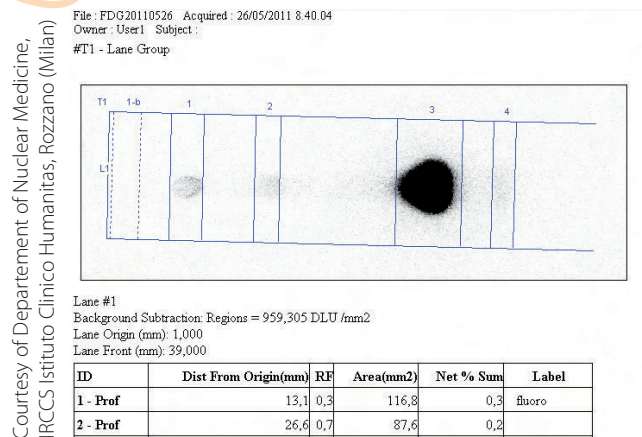 File : FDG20110526 Acquired : 26/05/2011 8.40.04
Owner : User1 Subject :
#T1 - Lane Group
Courtesy of Departement of Nuclear Medicine,
IRCCS Istituto Clinico Humanitas, Rozzano (Milan)
T1 1-b 1 2 3 4
L1
Lane #1
Background Subtraction: Regions = 959,305 DLU /mm2
Lane Origin (mm): 1,000
Lane Front (mm): 39,000
ID Dist From Origin(mm) RF Area(mm2) Net % Sum Label
1 - Prof 13,1 0,3 116,8 0,3 fluoro
2 - Prof 26,6 0,7 87,6 0,2